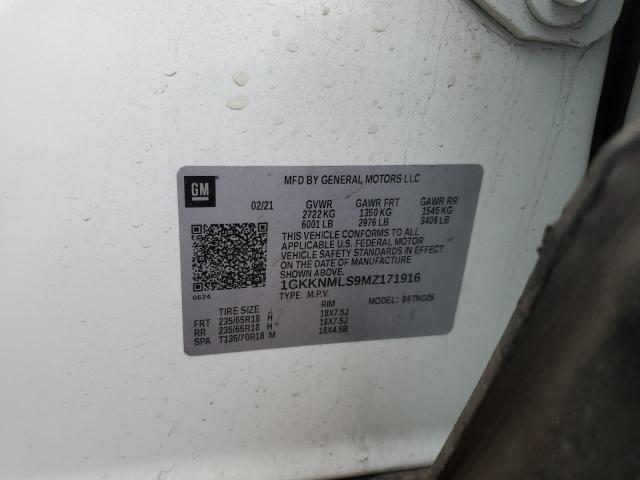 GM
MFD BY GENERAL MOTORS LLC
02/21 GVWR GAWR FRT GAWR RR
2722 KG 1350 KG 1545 KG
6001 LB 2976 LB 3406 LB
THIS VEHICLE CONFORMS TO ALL
APPLICABLE U.S. FEDERAL MOTOR
VEHICLE SAFETY STANDARDS IN EFFECT
ON THE DATE OF MANUFACTURE
SHOWN ABOVE.
1GKKNMLS9MZ171916
8624 TYPE: M.P.V. MODEL: 96TND26
TIRE SIZE RIM
FRT 235/65R18 H 18X7.5J
RR 235/65R18 H 18X7.5J
SPA T135/70R18 M 18X4.5B